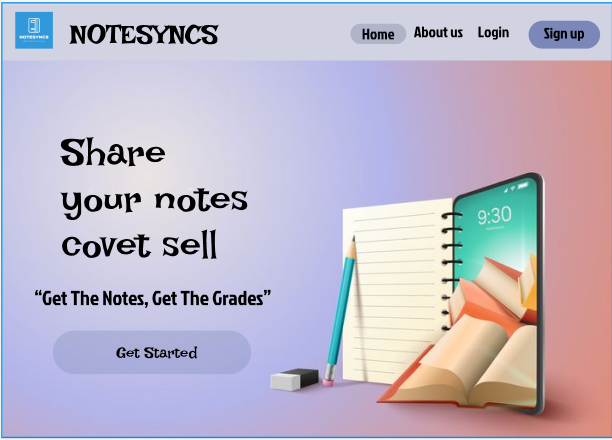 NOTESYNCS
NOTESYNCS
Home
About us
Login
Sign up
Share
your notes
covet sell
“Get The Notes, Get The Grades”
Get Started
9:30